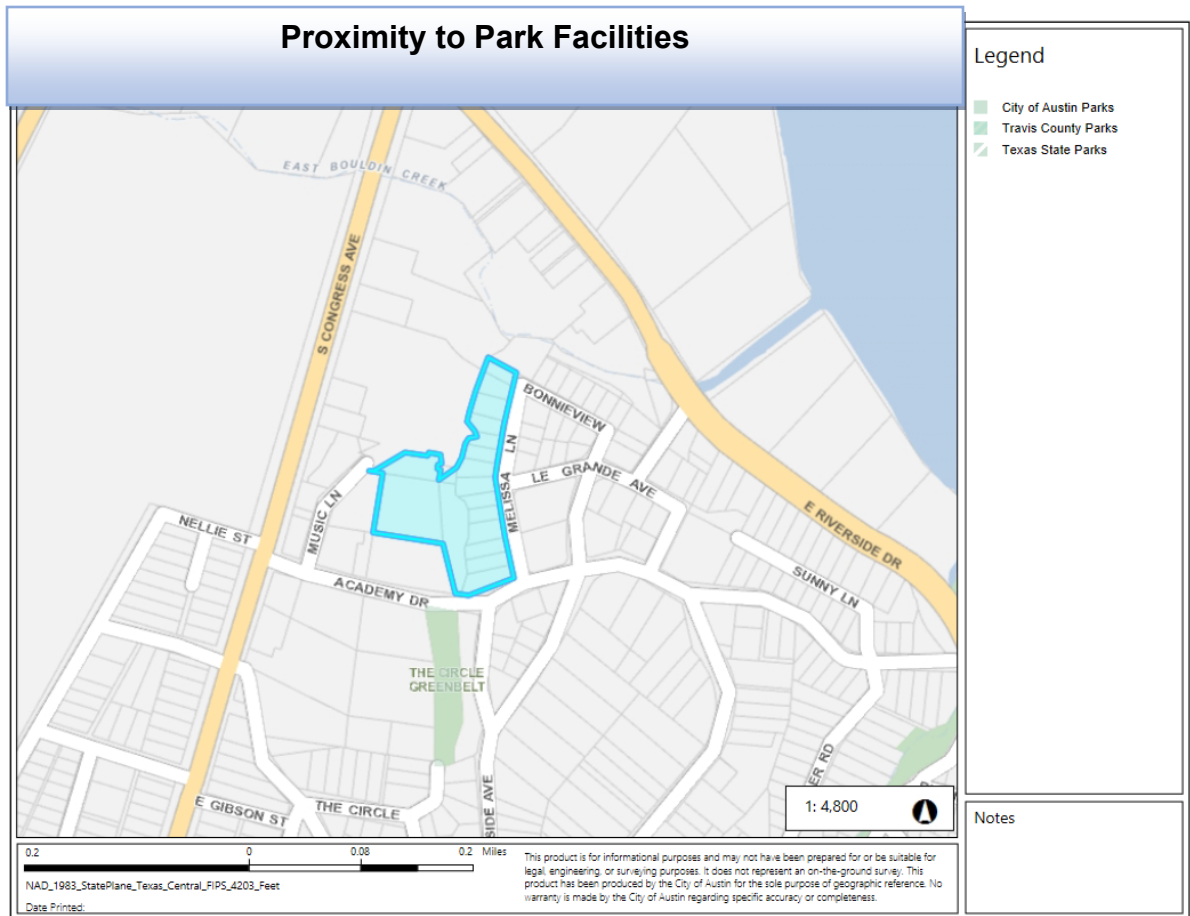 Proximity to Park Facilities
Legend
City of Austin Parks
Travis County Parks
Texas State Parks
EAST BOULDIN CREEK
S CONGRESS AVE
BONNIEVIEW
MELISSA LN
LE GRANDE AVE
MUSIC LN
NELLIE ST
ACADEMY DR
E RIVERSIDE DR
SUNNY LN
THE CIRCLE
GREENBELT
E GIBSON ST
THE CIRCLE
SIDE AVE
ER RD
1: 4,800
Notes
0.2 0 0.08 0.2 Miles
NAD_1983_StatePlane_Texas_Central_FIPS_4203_Feet
Date Printed:
This product is for informational purposes and may not have been prepared for or be suitable for
legal, engineering, or surveying purposes. It does not represent an on-the-ground survey. This
product has been produced by the City of Austin for the sole purpose of geographic reference. No
warranty is made by the City of Austin regarding specific accuracy or completeness.